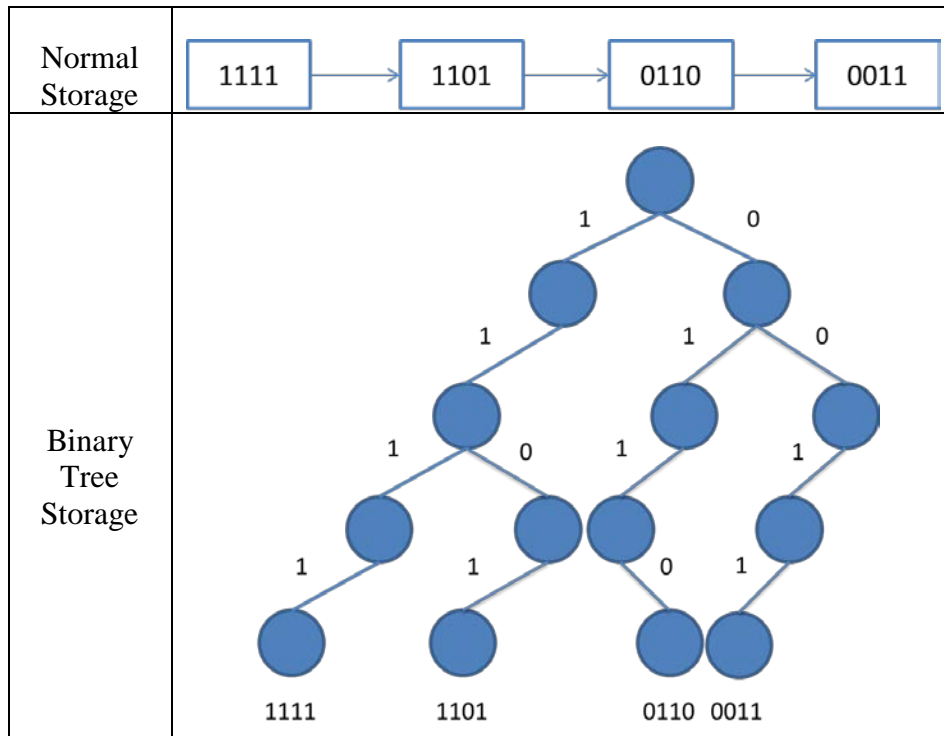 Normal
Storage
1111 1101 0110 0011
Binary
Tree
Storage
1 0
1 1 0
1 0 1 1
1 1 0 1
1111 1101 0110 0011